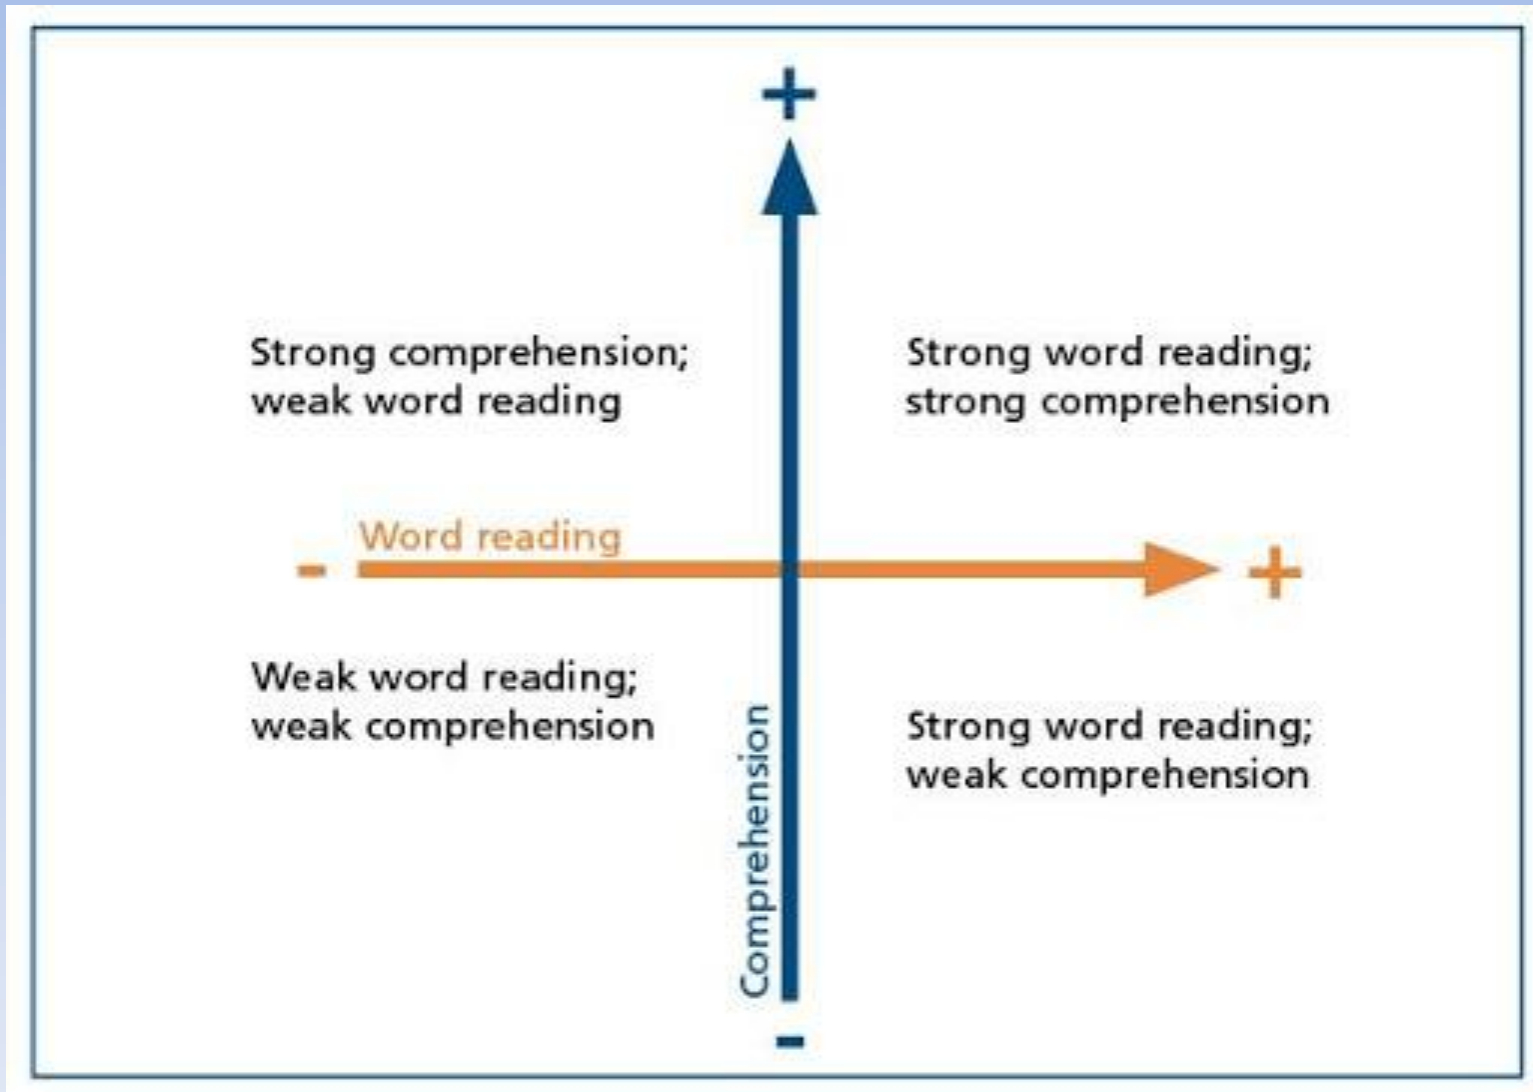 +
Strong comprehension;
weak word reading
Strong word reading;
strong comprehension
Word reading
-
+
Weak word reading;
weak comprehension
Strong word reading;
weak comprehension
Comprehension
-